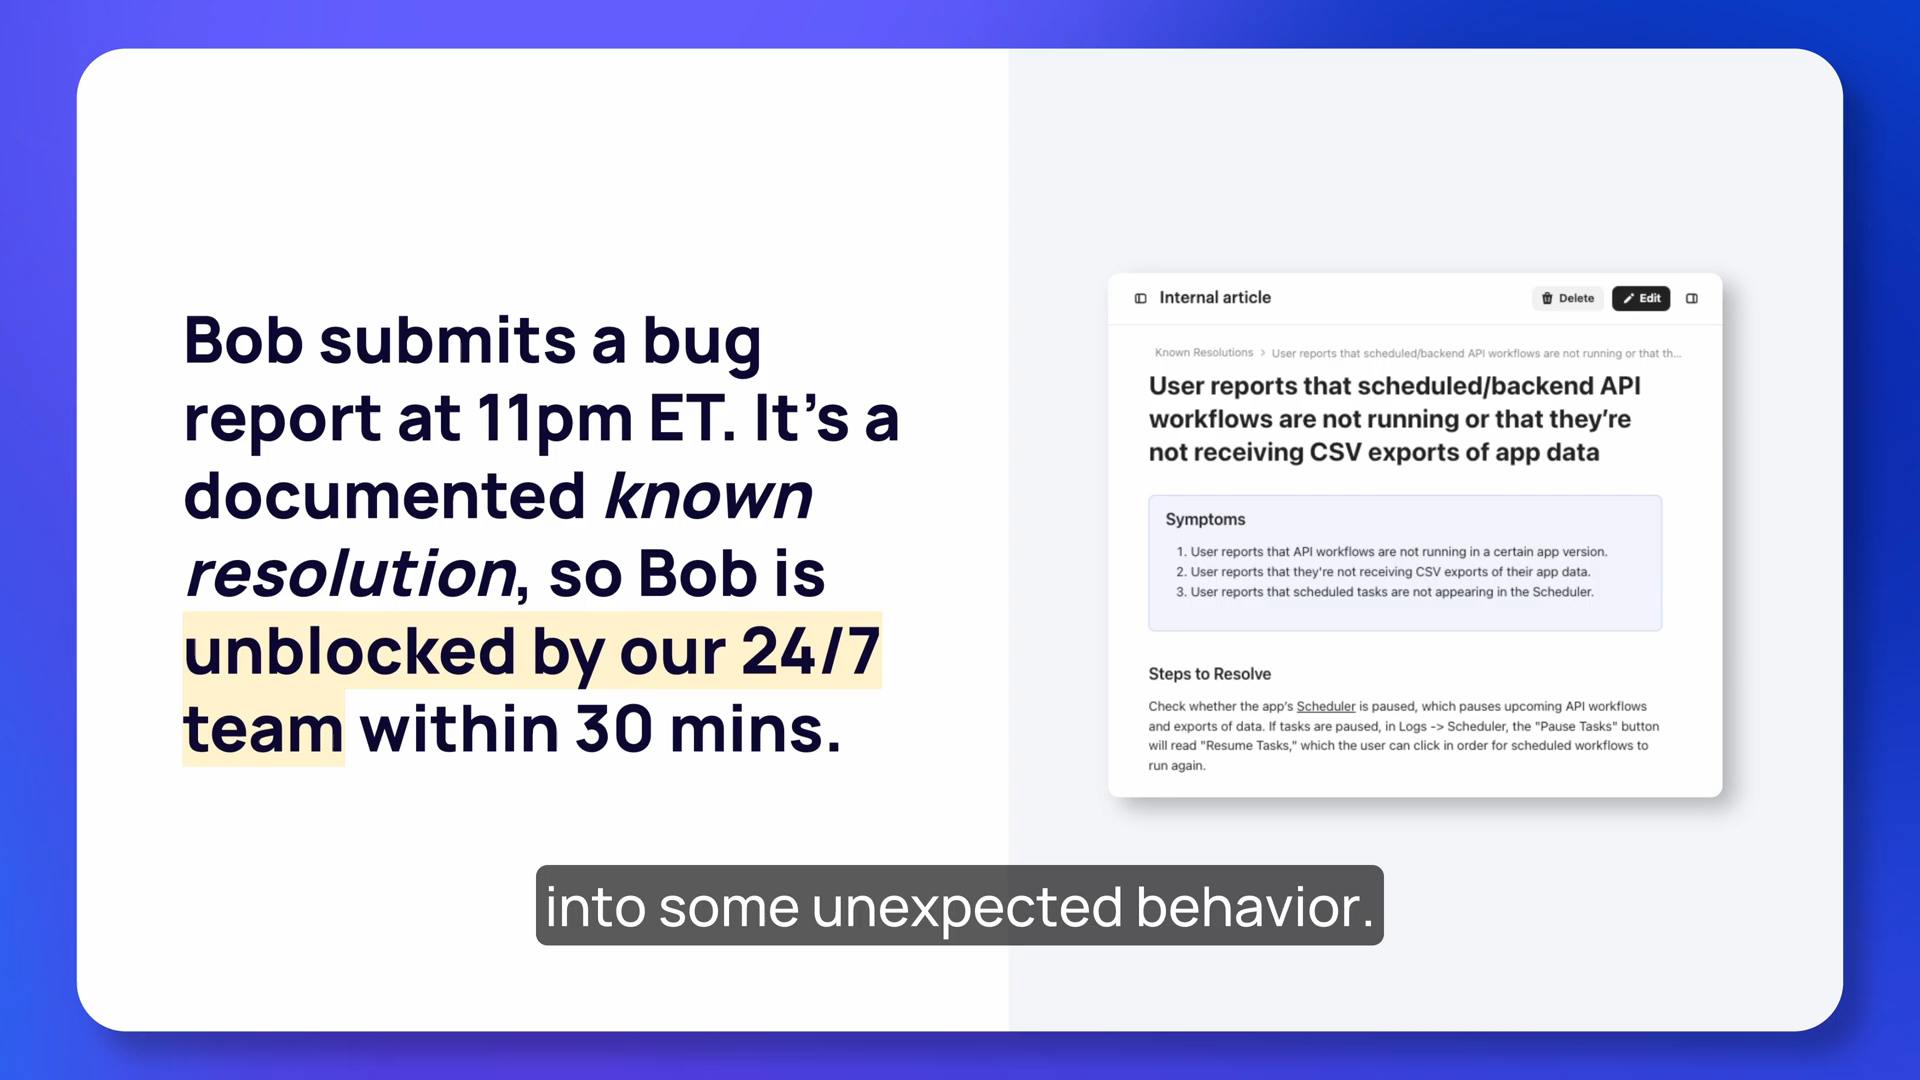 Bob submits a bug
report at 11pm ET. It’s a
documented known
resolution, so Bob is
unblocked by our 24/7
team within 30 mins.
Internal article
Delete
Edit
Known Resolutions > User reports that scheduled/backend API workflows are not running or that th...
User reports that scheduled/backend API
workflows are not running or that they’re
not receiving CSV exports of app data
Symptoms
1. User reports that API workflows are not running in a certain app version.
2. User reports that they're not receiving CSV exports of their app data.
3. User reports that scheduled tasks are not appearing in the Scheduler.
Steps to Resolve
Check whether the app’s Scheduler is paused, which pauses upcoming API workflows
and exports of data. If tasks are paused, in Logs -> Scheduler, the "Pause Tasks" button
will read "Resume Tasks," which the user can click in order for scheduled workflows to
run again.
into some unexpected behavior.